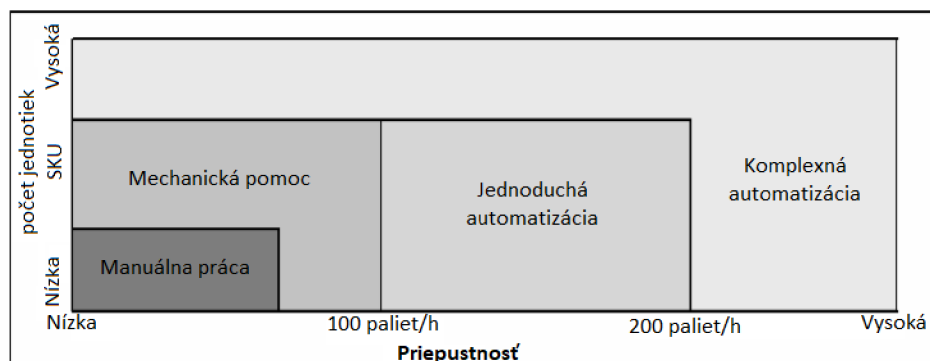 Vysoká
počet jednotiek
SKU
Nízka
Mechanická pomoc
Manuálna práca
Jednoduchá
automatizácia
Komplexná
automatizácia
Nízka
100 paliet/h
200 paliet/h
Vysoká
Priepustnosť